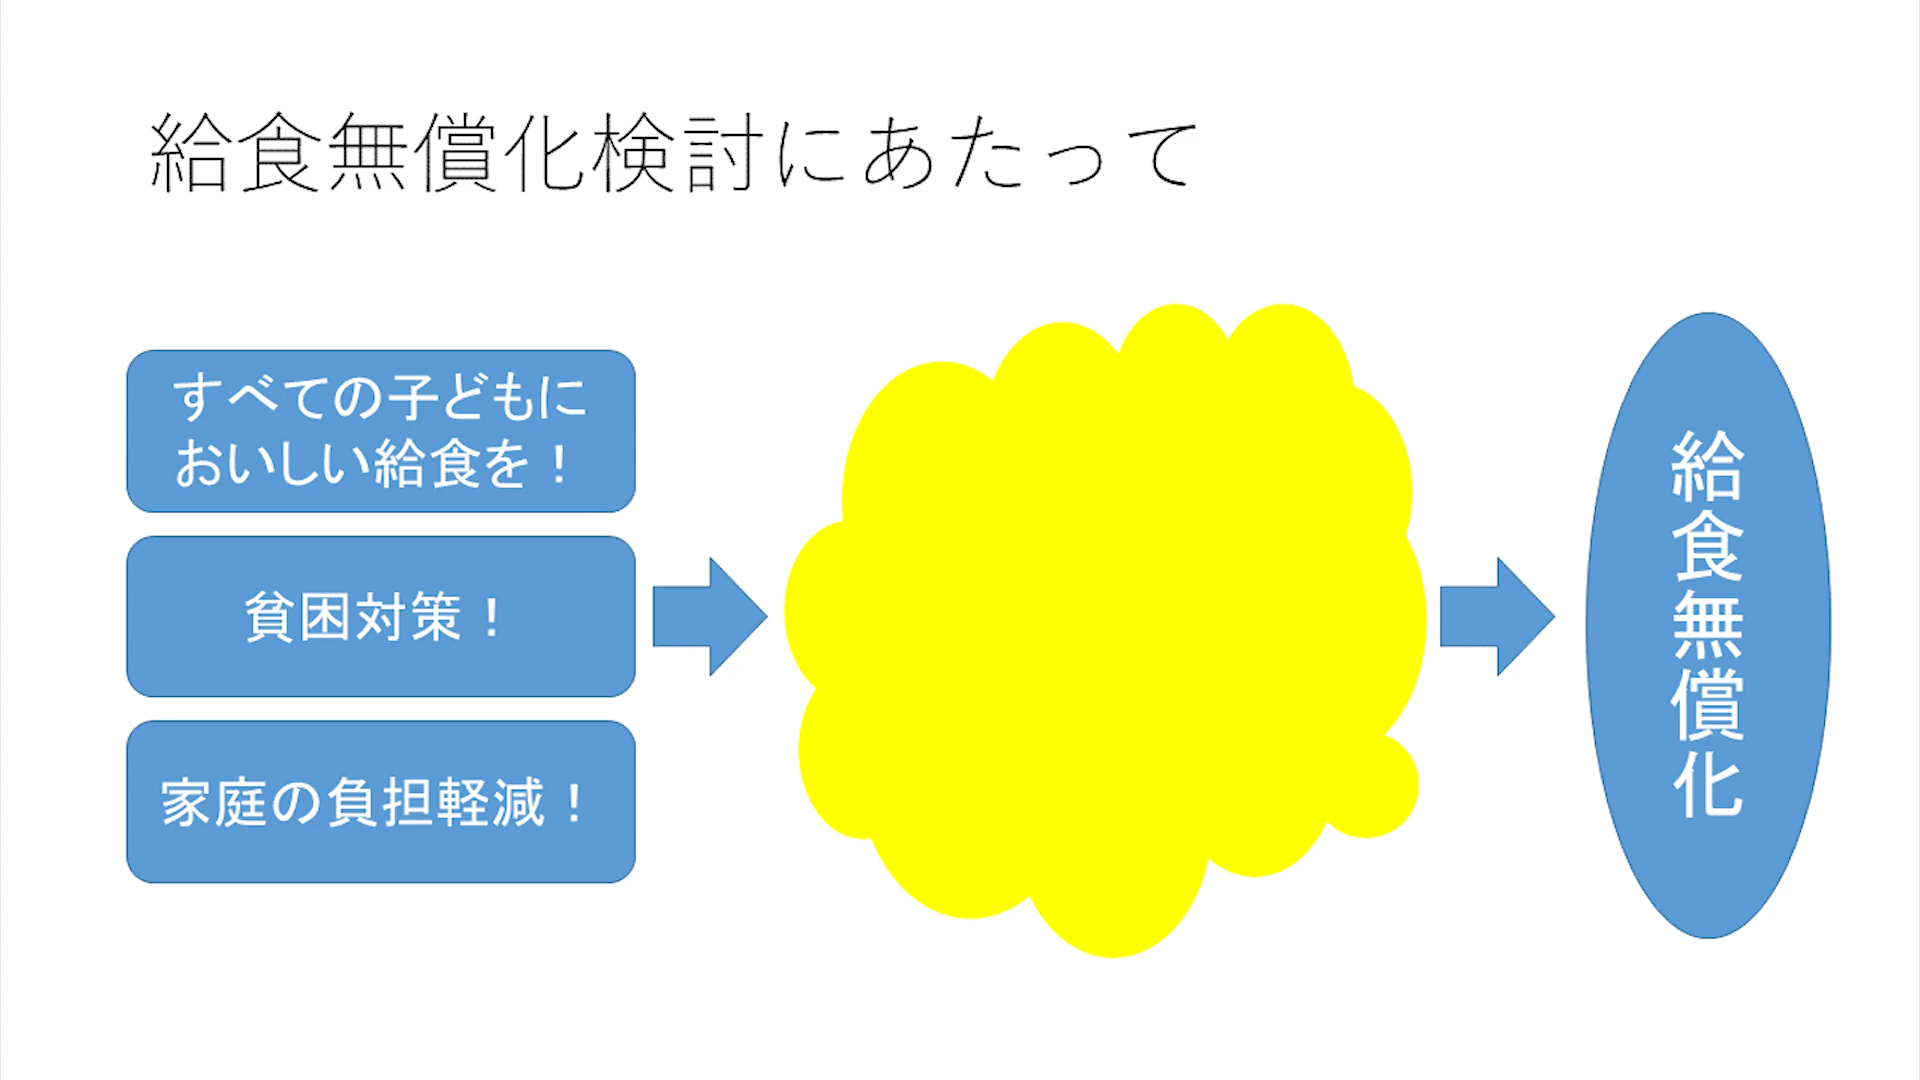 給食無償化検討にあたって
すべての子どもに
おいしい給食を！
貧困対策！
家庭の負担軽減！
給食無償化